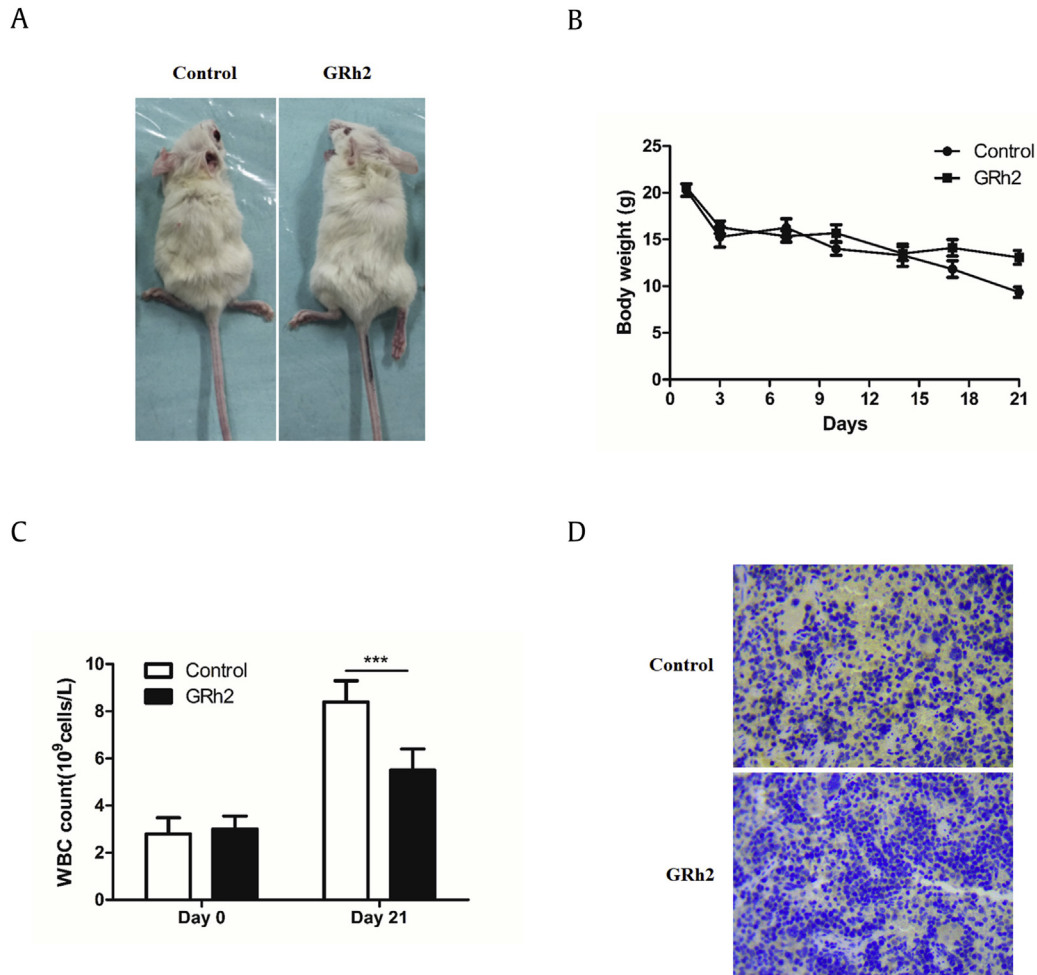 A
Control GRh2
B
25
20
15
10
5
0
Body weight (g)
Control
GRh2
0 3 6 9 12 15 18 21
Days
C
10
8
6
4
2
0
WBC count(10⁹cells/L)
Control
GRh2
***
Day 0 Day 21
D
Control
GRh2